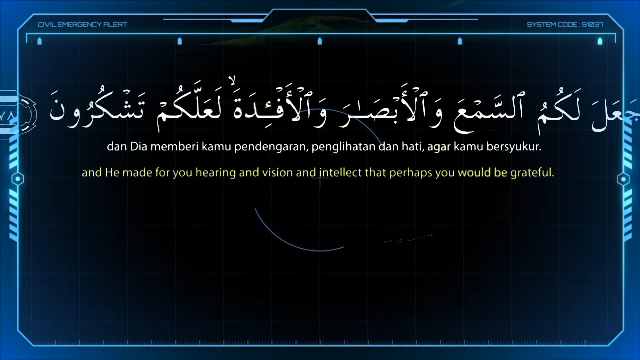 CIVIL EMERGENCY ALERT
SYSTEM CODE : 51037
جَعَلَ لَكُمُ ٱلسَّمْعَ وَٱلْأَبْصَـٰرَ وَٱلْأَفْـِٔدَةَ ۙ لَعَلَّكُمْ تَشْكُرُونَ
dan Dia memberi kamu pendengaran, penglihatan dan hati, agar kamu bersyukur.
and He made for you hearing and vision and intellect that perhaps you would be grateful.